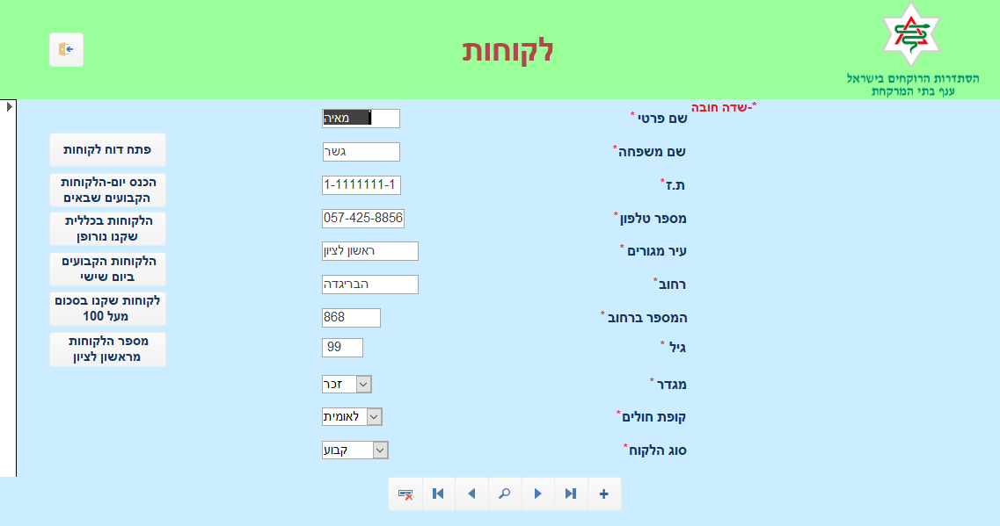 לקוחות
הסתדרות הרוקחים בישראל
ענף בתי המרקחת
*-שדה חובה
שם פרטי * מאיה
שם משפחה* גשר
ת.ז* 1-1111111-1
מספר טלפון* 057-425-8856
עיר מגורים * ראשון לציון
רחוב* הבריגדה
המספר ברחוב * 868
גיל * 99
מגדר * זכר
קופת חולים* לאומית
סוג הלקוח* קבוע
פתח דוח לקוחות
הכנס יום-הלקוחות
הקבועים שבאים
הלקוחות בכללית
שקנו נורופן
הלקוחות הקבועים
ביום שישי
לקוחות שקנו בסכום
מעל 100
מספר הלקוחות
מראשון לציון